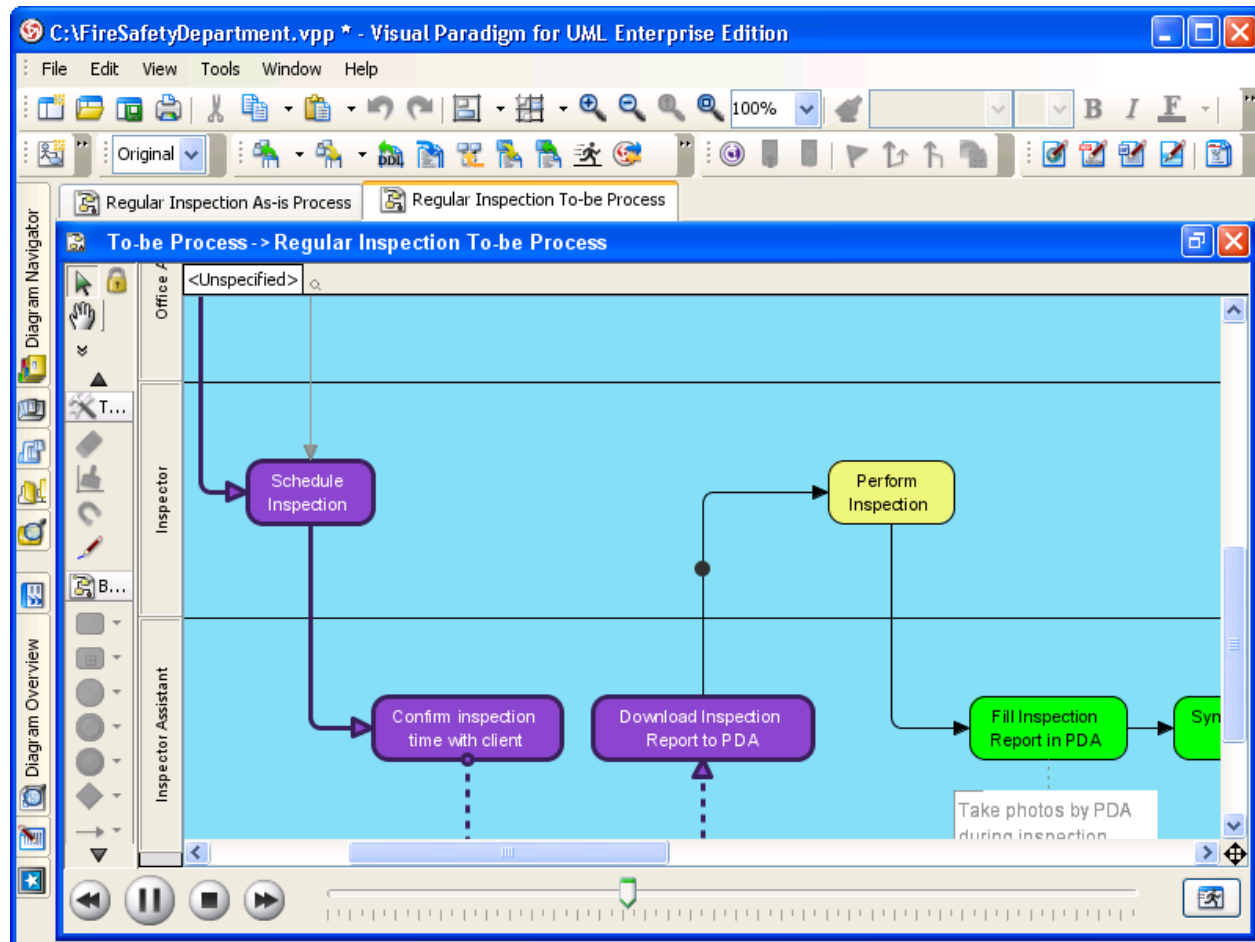 C:\FireSafetyDepartment.vpp * - Visual Paradigm for UML Enterprise Edition
File Edit View Tools Window Help
100% B I F
Original DDL
Regular Inspection As-is Process Regular Inspection To-be Process
To-be Process -> Regular Inspection To-be Process
Diagram Navigator
Diagram Overview
T...
B...
<Unspecified>
Office A
Inspector
Inspector Assistant
Schedule
Inspection
Perform
Inspection
Confirm inspection
time with client
Download Inspection
Report to PDA
Fill Inspection
Report in PDA
Syn
Take photos by PDA
during inspection